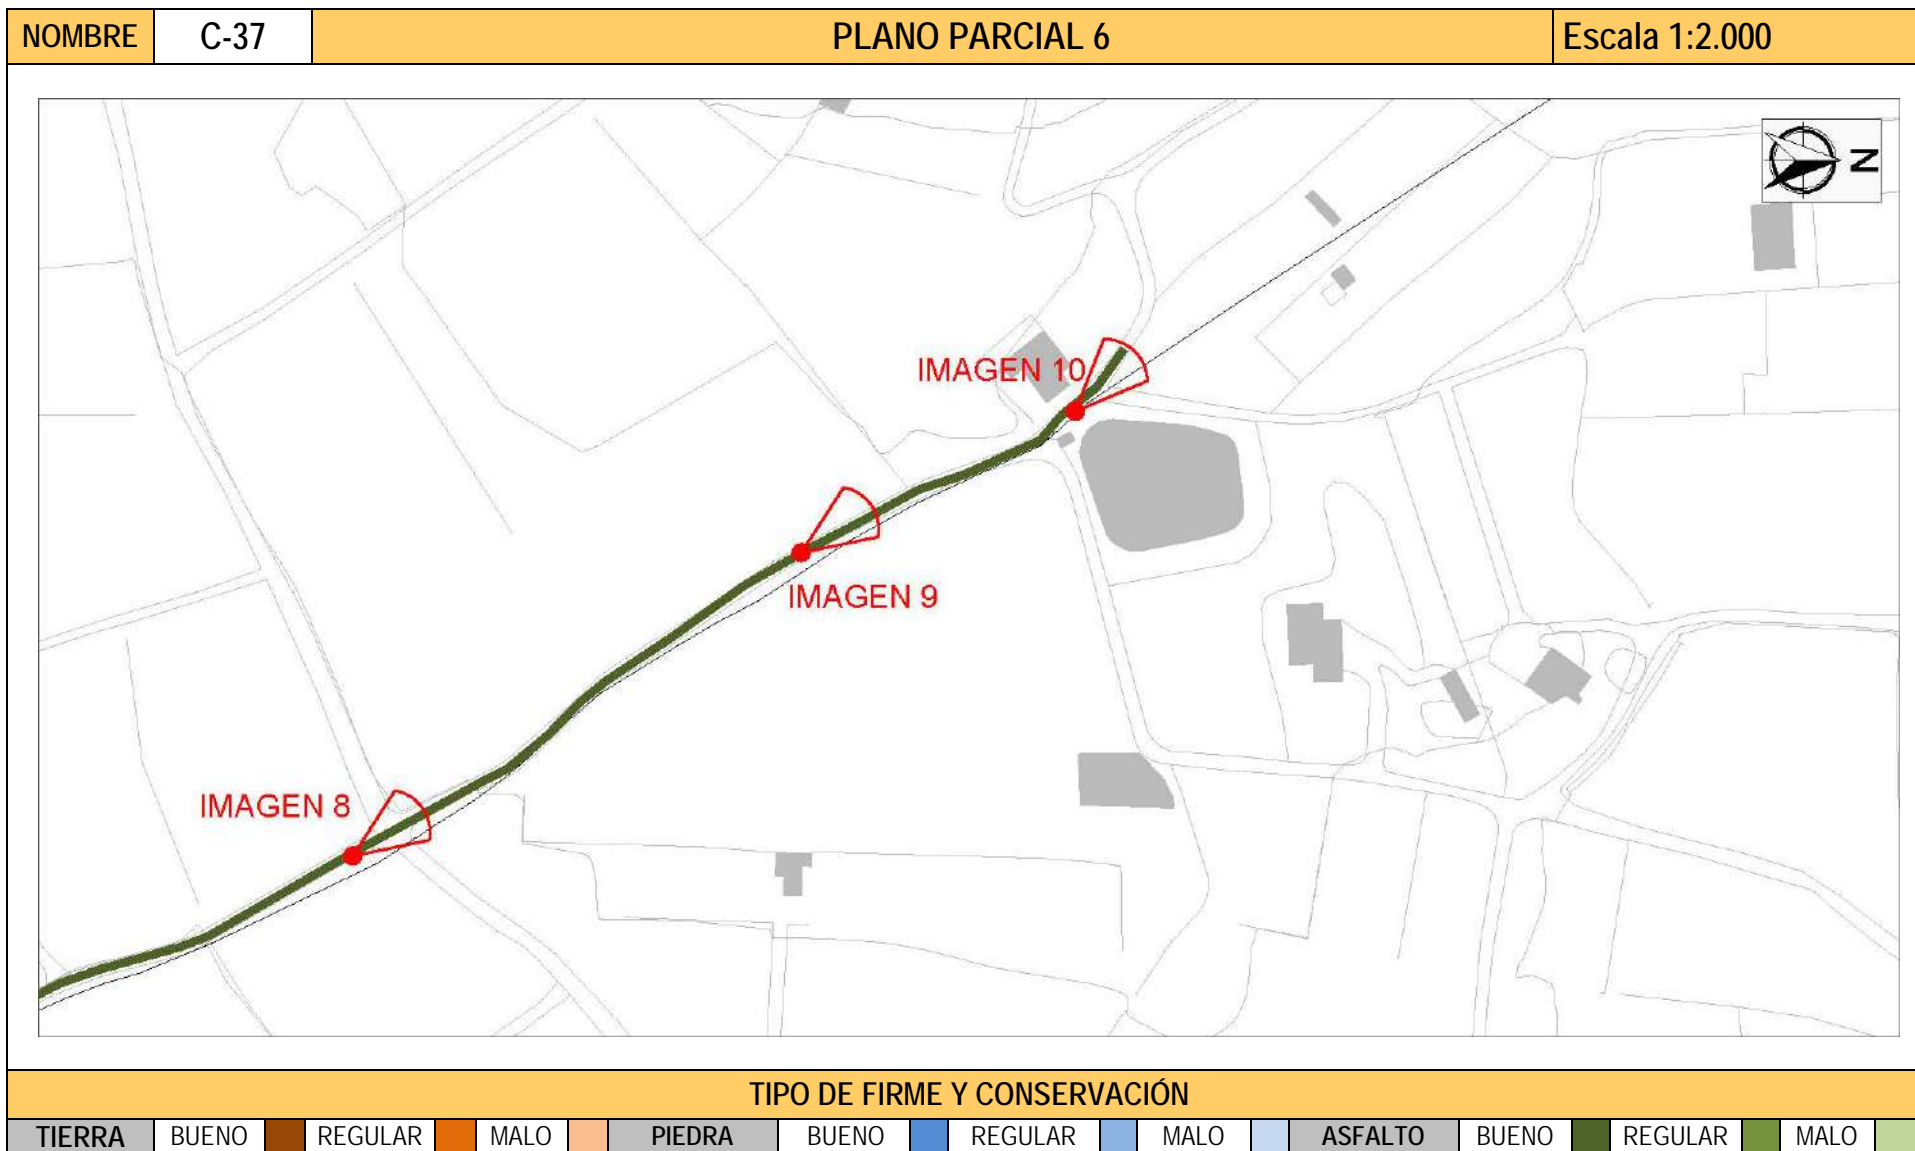 NOMBRE C-37 PLANO PARCIAL 6 Escala 1:2.000
N
IMAGEN 10
IMAGEN 9
IMAGEN 8
TIPO DE FIRME Y CONSERVACIÓN
TIERRA BUENO REGULAR MALO PIEDRA BUENO REGULAR MALO ASFALTO BUENO REGULAR MALO